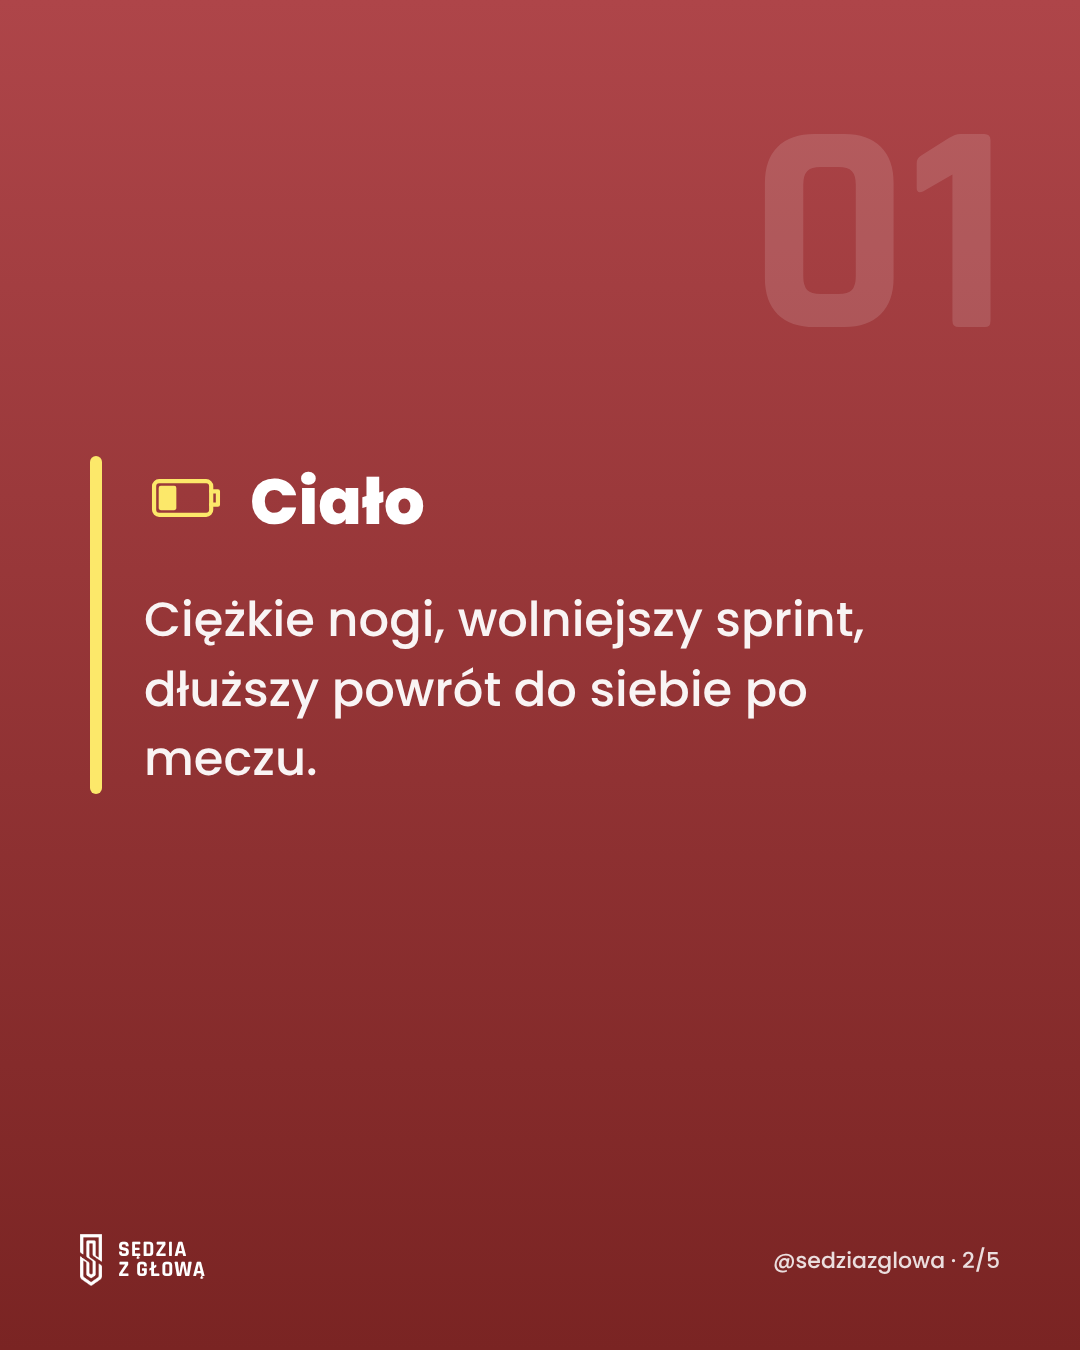 01
Ciało
Ciężkie nogi, wolniejszy sprint,
dłuższy powrót do siebie po
meczu.
SĘDZIA
Z GŁOWĄ
@sedziazglowa · 2/5